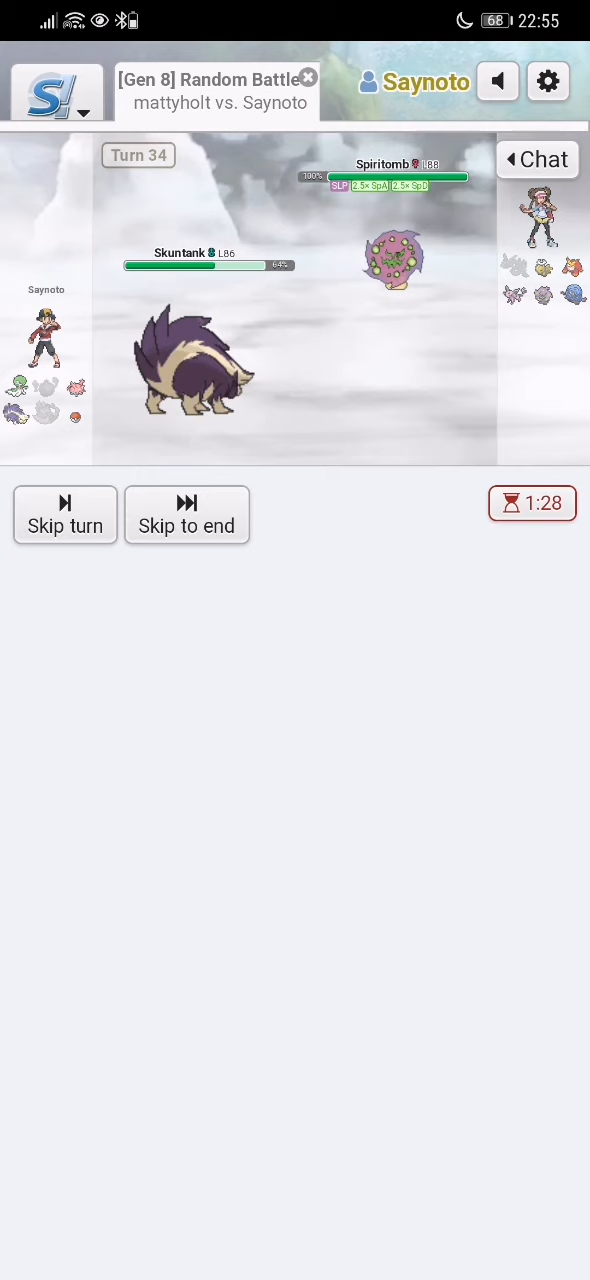 68 22:55
[Gen 8] Random Battle
mattyholt vs. Saynoto
Saynoto
Turn 34
Chat
Spiritomb L88
100%
SLP 2.5× SpA 2.5× SpD
Skuntank L86
64%
Saynoto
Skip turn
Skip to end
1:28